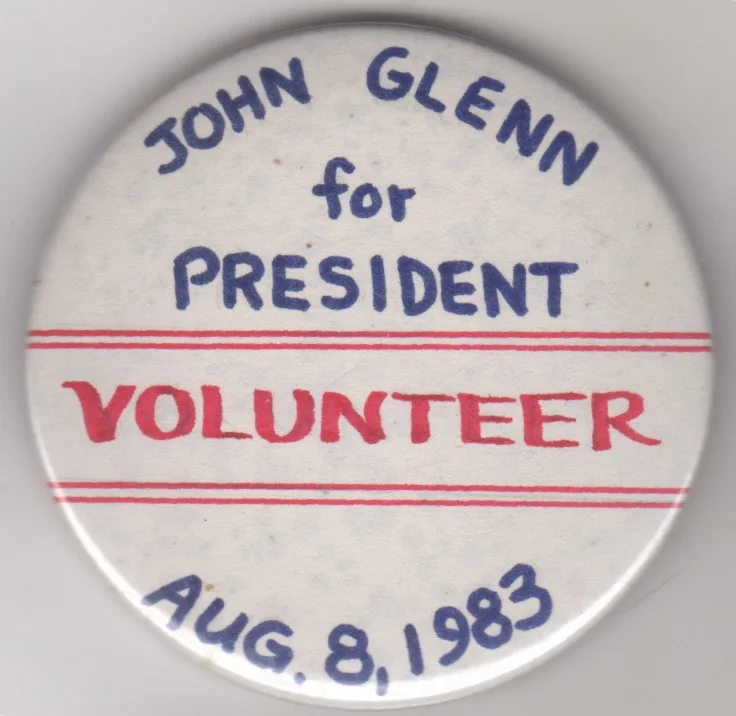 JOHN GLENN
for
PRESIDENT
VOLUNTEER
AUG. 8, 1983